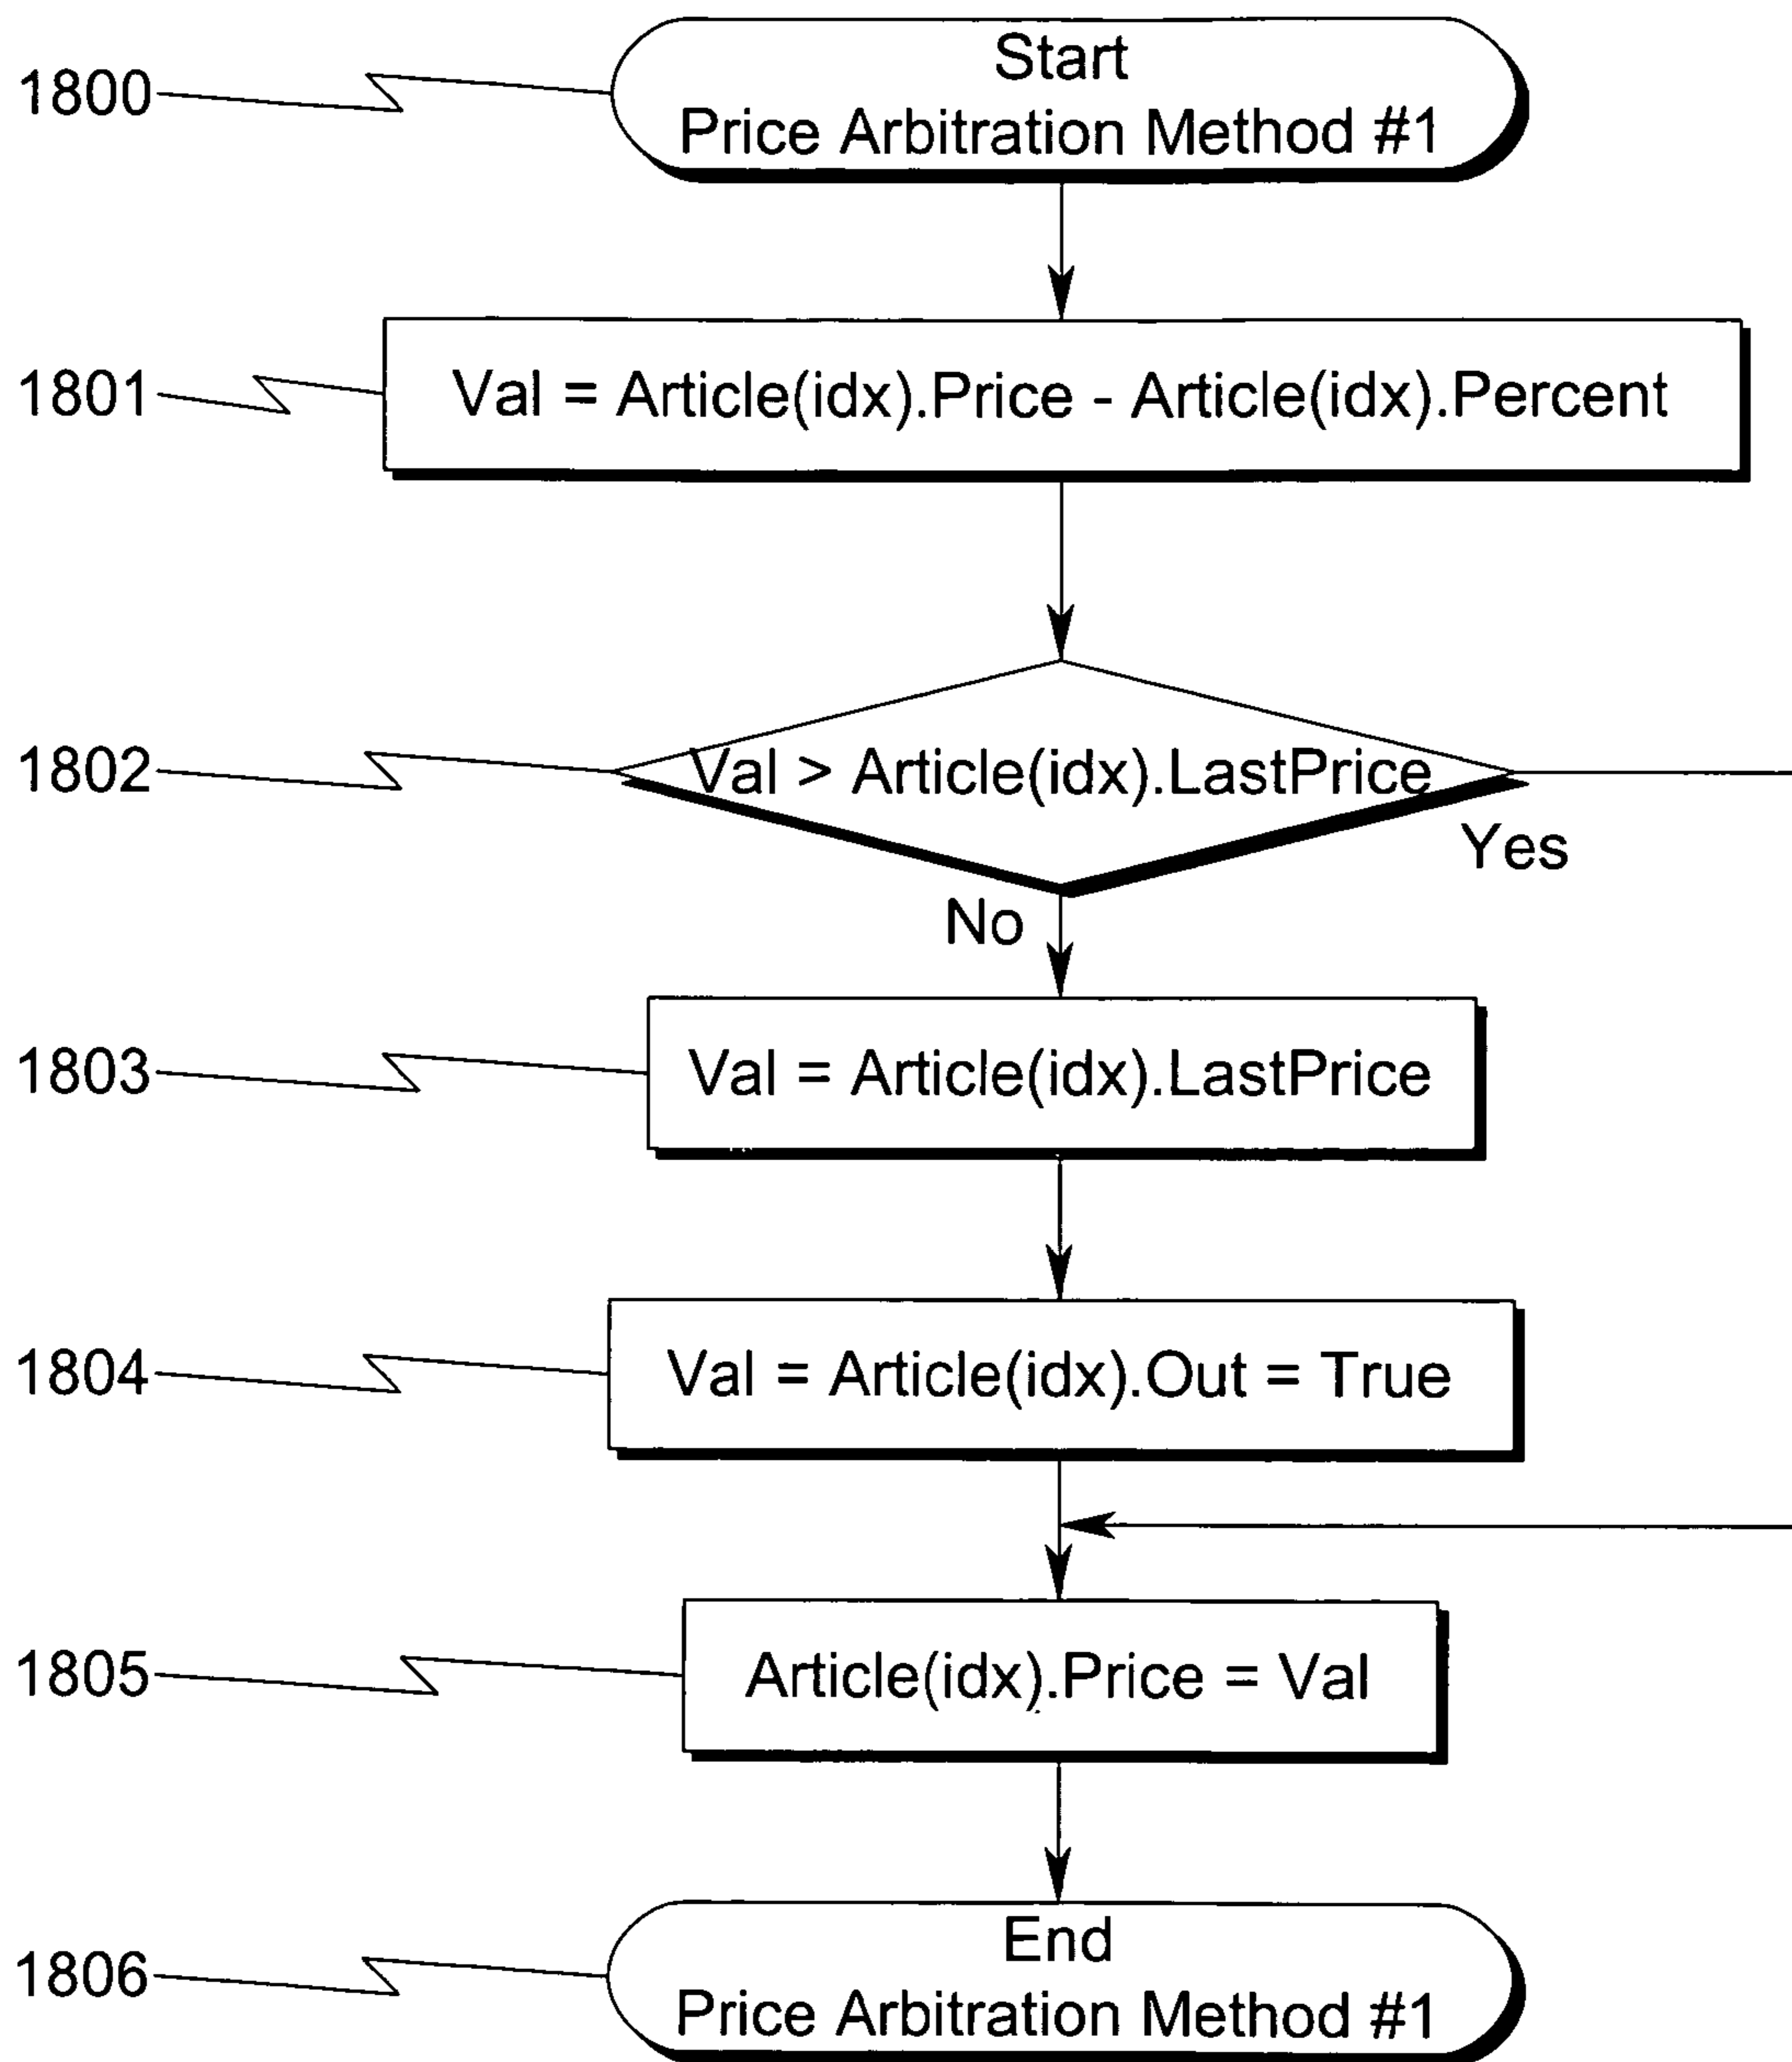 1800
Start
Price Arbitration Method #1
1801
Val = Article(idx).Price - Article(idx).Percent
1802
Val > Article(idx).LastPrice
Yes
No
1803
Val = Article(idx).LastPrice
1804
Val = Article(idx).Out = True
1805
Article(idx).Price = Val
1806
End
Price Arbitration Method #1